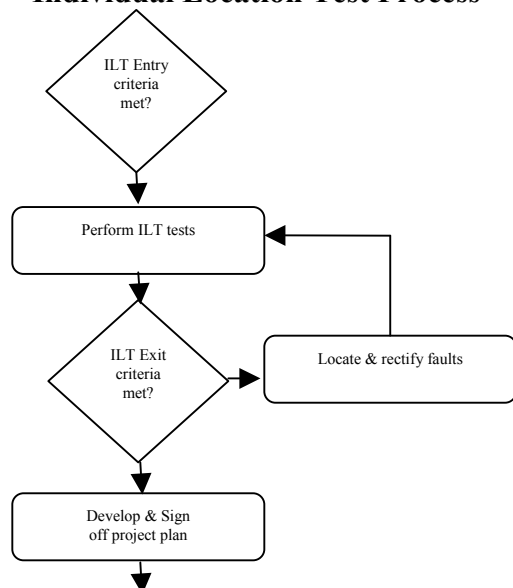 Individual Location Test Process
ILT Entry
criteria
met?
Perform ILT tests
ILT Exit
criteria
met?
Locate & rectify faults
Develop & Sign
off project plan